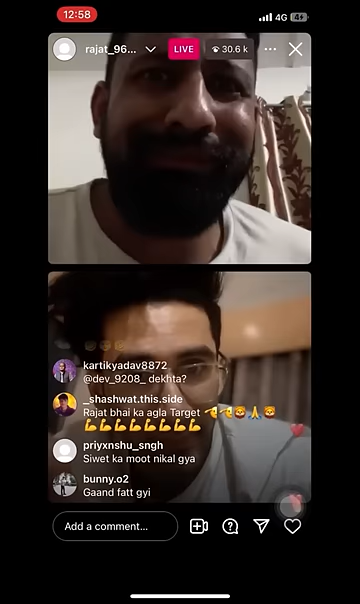 12:58
4G
4
rajat_96...
LIVE
30.6 k
kartikyadav8872
@dev_9208_ dekhta?
_shashwat.this.side
Rajat bhai ka agla Target
priyxnshu_sngh
Siwet ka moot nikal gya
bunny.o2
Gaand fatt gyi
Add a comment...